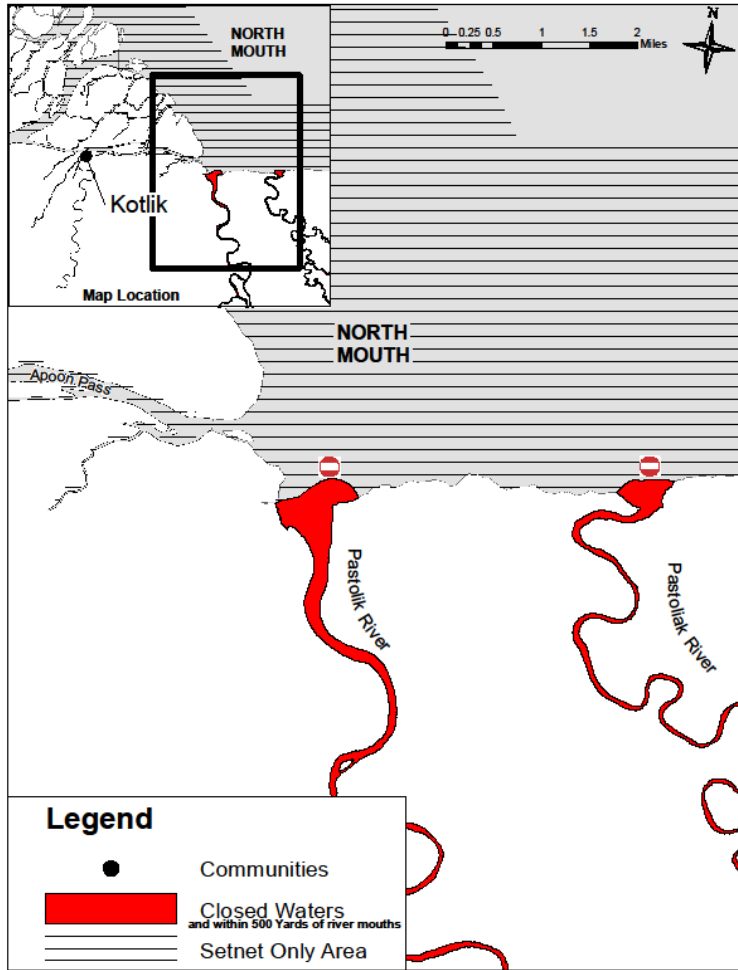 NORTH
MOUTH
Kotlik
Map Location
N
0 0.25 0.5 1 1.5 2
Miles
NORTH
MOUTH
Apoon Pass
Pastolik River
Pastoliak River
Legend
Communities
Closed Waters
and within 500 Yards of river mouths
Setnet Only Area